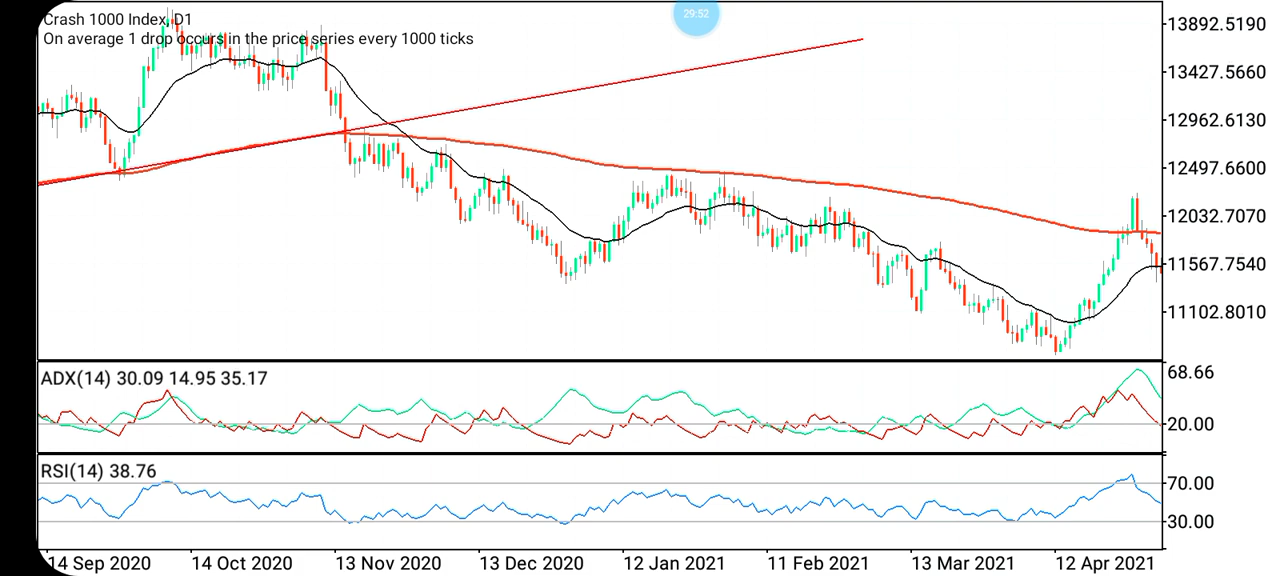 Crash 1000 Index, D1
29:52
On average 1 drop occurs in the price series every 1000 ticks
13892.5190
13427.5660
12962.6130
12497.6600
12032.7070
11567.7540
11102.8010
ADX(14) 30.09 14.95 35.17
68.66
20.00
RSI(14) 38.76
70.00
30.00
14 Sep 2020 14 Oct 2020 13 Nov 2020 13 Dec 2020 12 Jan 2021 11 Feb 2021 13 Mar 2021 12 Apr 2021